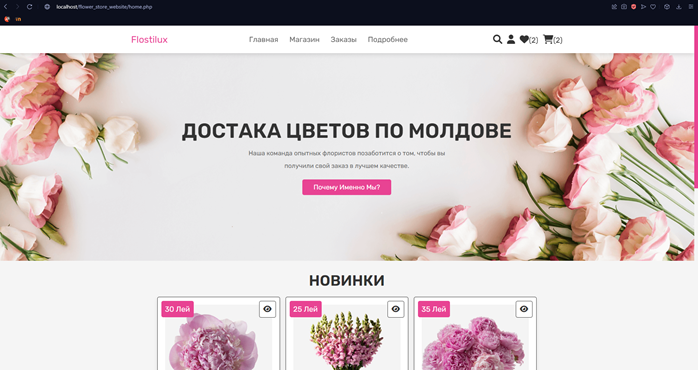 localhost/flower_store_website/home.php
Flostilux
Главная Магазин Заказы Подробнее
(2) (2)
ДОСТАКА ЦВЕТОВ ПО МОЛДОВЕ
Наша команда опытных флористов позаботится о том, чтобы вы
получили свой заказ в лучшем качестве.
Почему Именно Мы?
НОВИНКИ
30 Лей 25 Лей 35 Лей